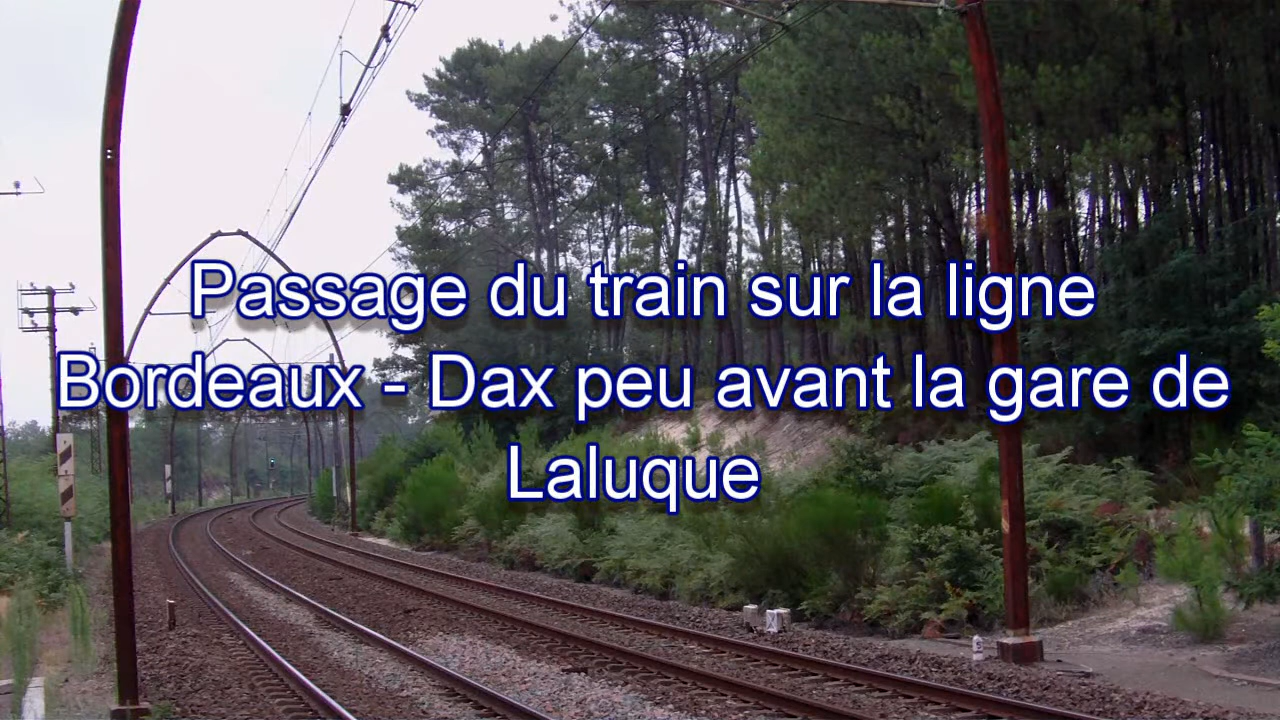 Passage du train sur la ligne
Bordeaux - Dax peu avant la gare de
Laluque